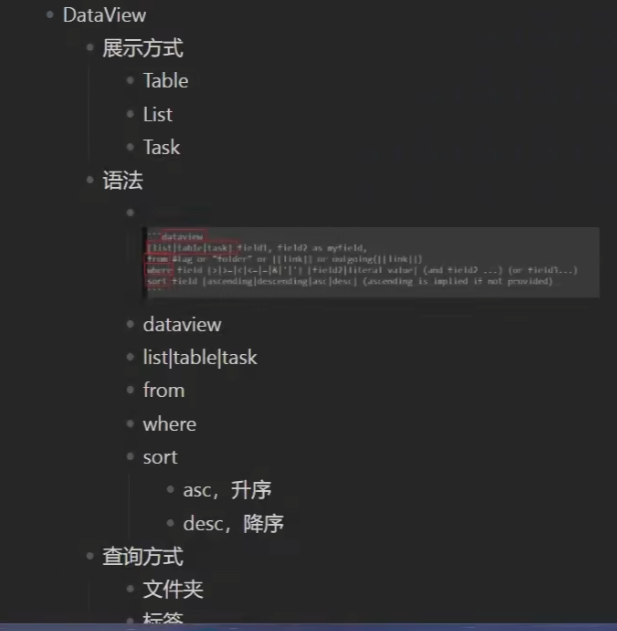 DataView
展示方式
Table
List
Task
语法
```dataview
[list|table|task] field1, field2 as myfield,
from #tag or "folder" or [[link]] or outgoing([[link]])
where field [>|>=|<|<=|=|&|'|'] [field2|literal value] (and field2 ...) (or field3...)
sort field [ascending|descending|asc|desc] (ascending is implied if not provided)
```
dataview
list|table|task
from
where
sort
asc，升序
desc，降序
查询方式
文件夹
标签